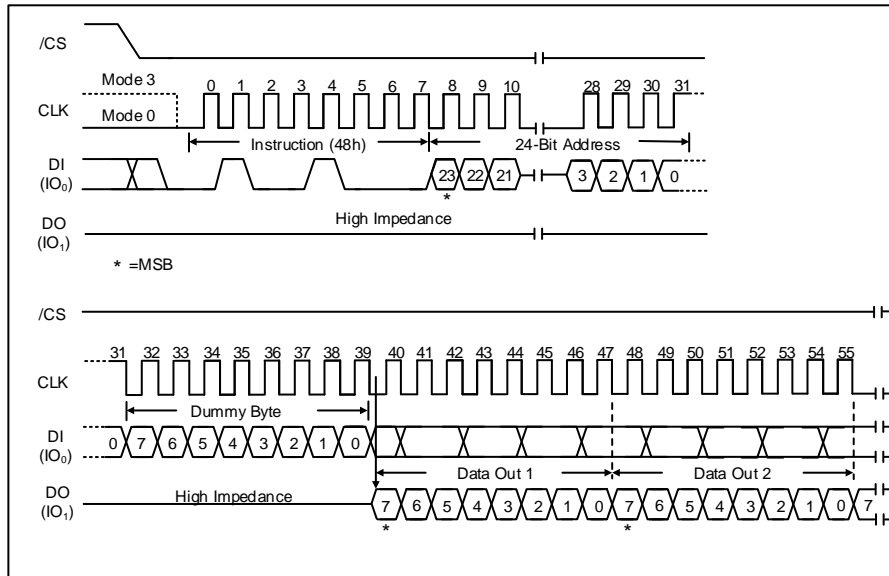 /CS
Mode 3 0 1 2 3 4 5 6 7 8 9 10 28 29 30 31
CLK Mode 0
Instruction (48h) 24-Bit Address
DI (IO0) 23 22 21 3 2 1 0
*
DO (IO1) High Impedance
* =MSB
/CS
31 32 33 34 35 36 37 38 39 40 41 42 43 44 45 46 47 48 49 50 51 52 53 54 55
CLK
Dummy Byte
DI (IO0) 0 7 6 5 4 3 2 1 0
Data Out 1 Data Out 2
DO (IO1) High Impedance 7 6 5 4 3 2 1 0 7 6 5 4 3 2 1 0 7
* *